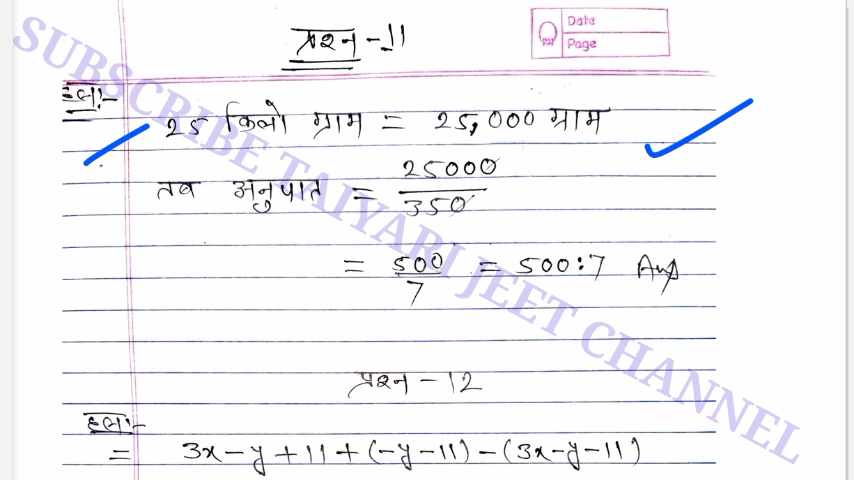 Date
Page
प्रश्न - 11
हलः-
25 किलो ग्राम = 25,000 ग्राम
तब अनुपात = 25000/350
= 500/7 = 500:7 Ans
प्रश्न - 12
हलः-
= 3x - y + 11 + (-y - 11) - (3x - y - 11)
SUBSCRIBE TAIYARI JEET CHANNEL